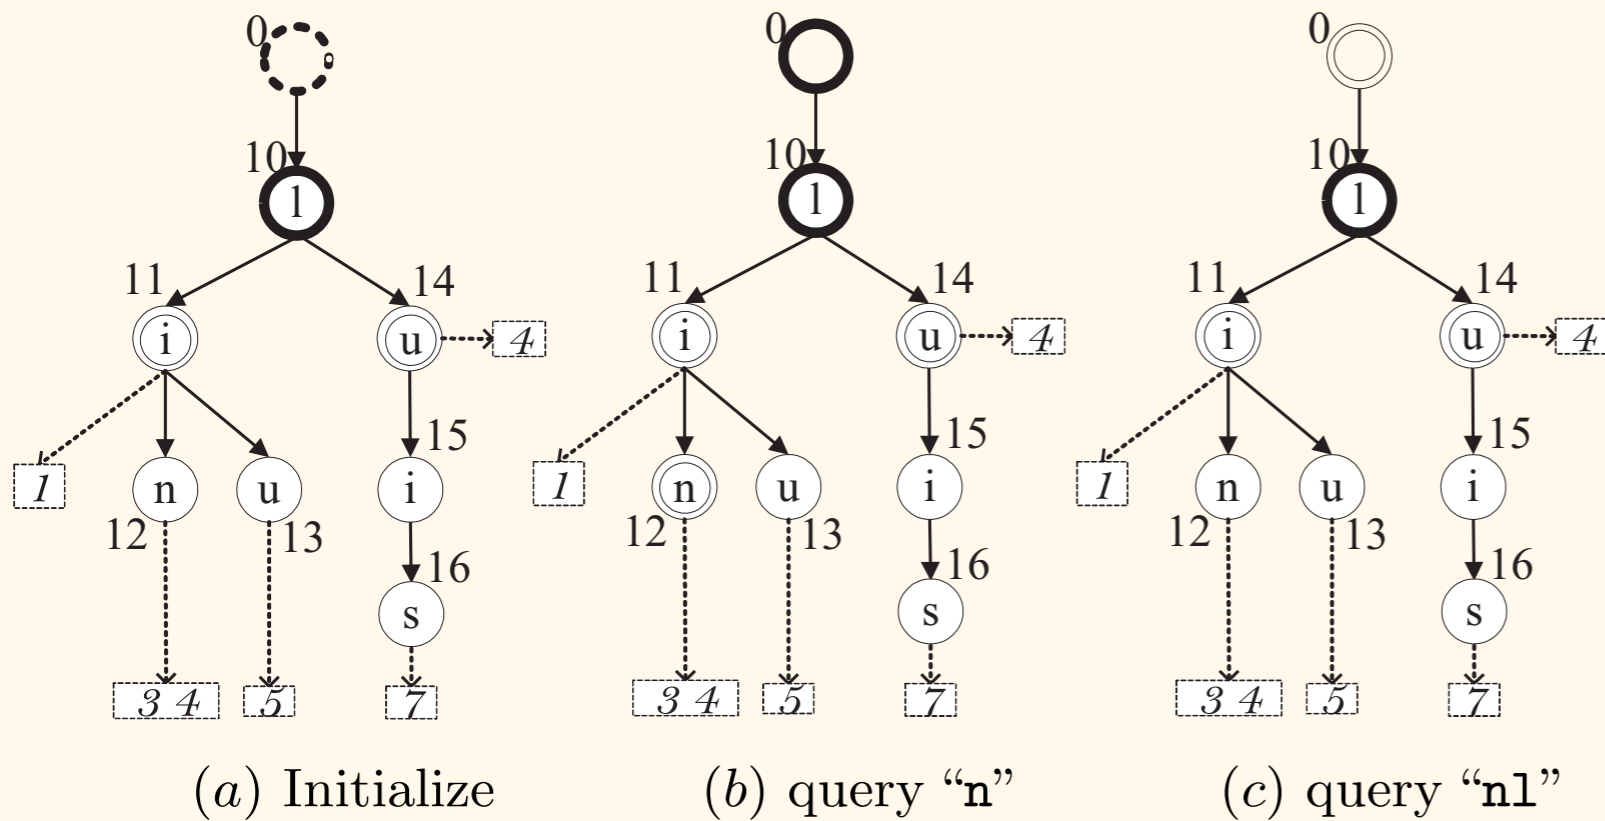 0 0 0
10 10 10
l l l
11 14 11 14 11 14
i u 4 i u 4 i u 4
15 15 15
1 n u i 1 n u i 1 n u i
12 13 12 13 12 13
16 16 16
s s s
3 4 5 7 3 4 5 7 3 4 5 7
(a) Initialize (b) query “n” (c) query “nl”